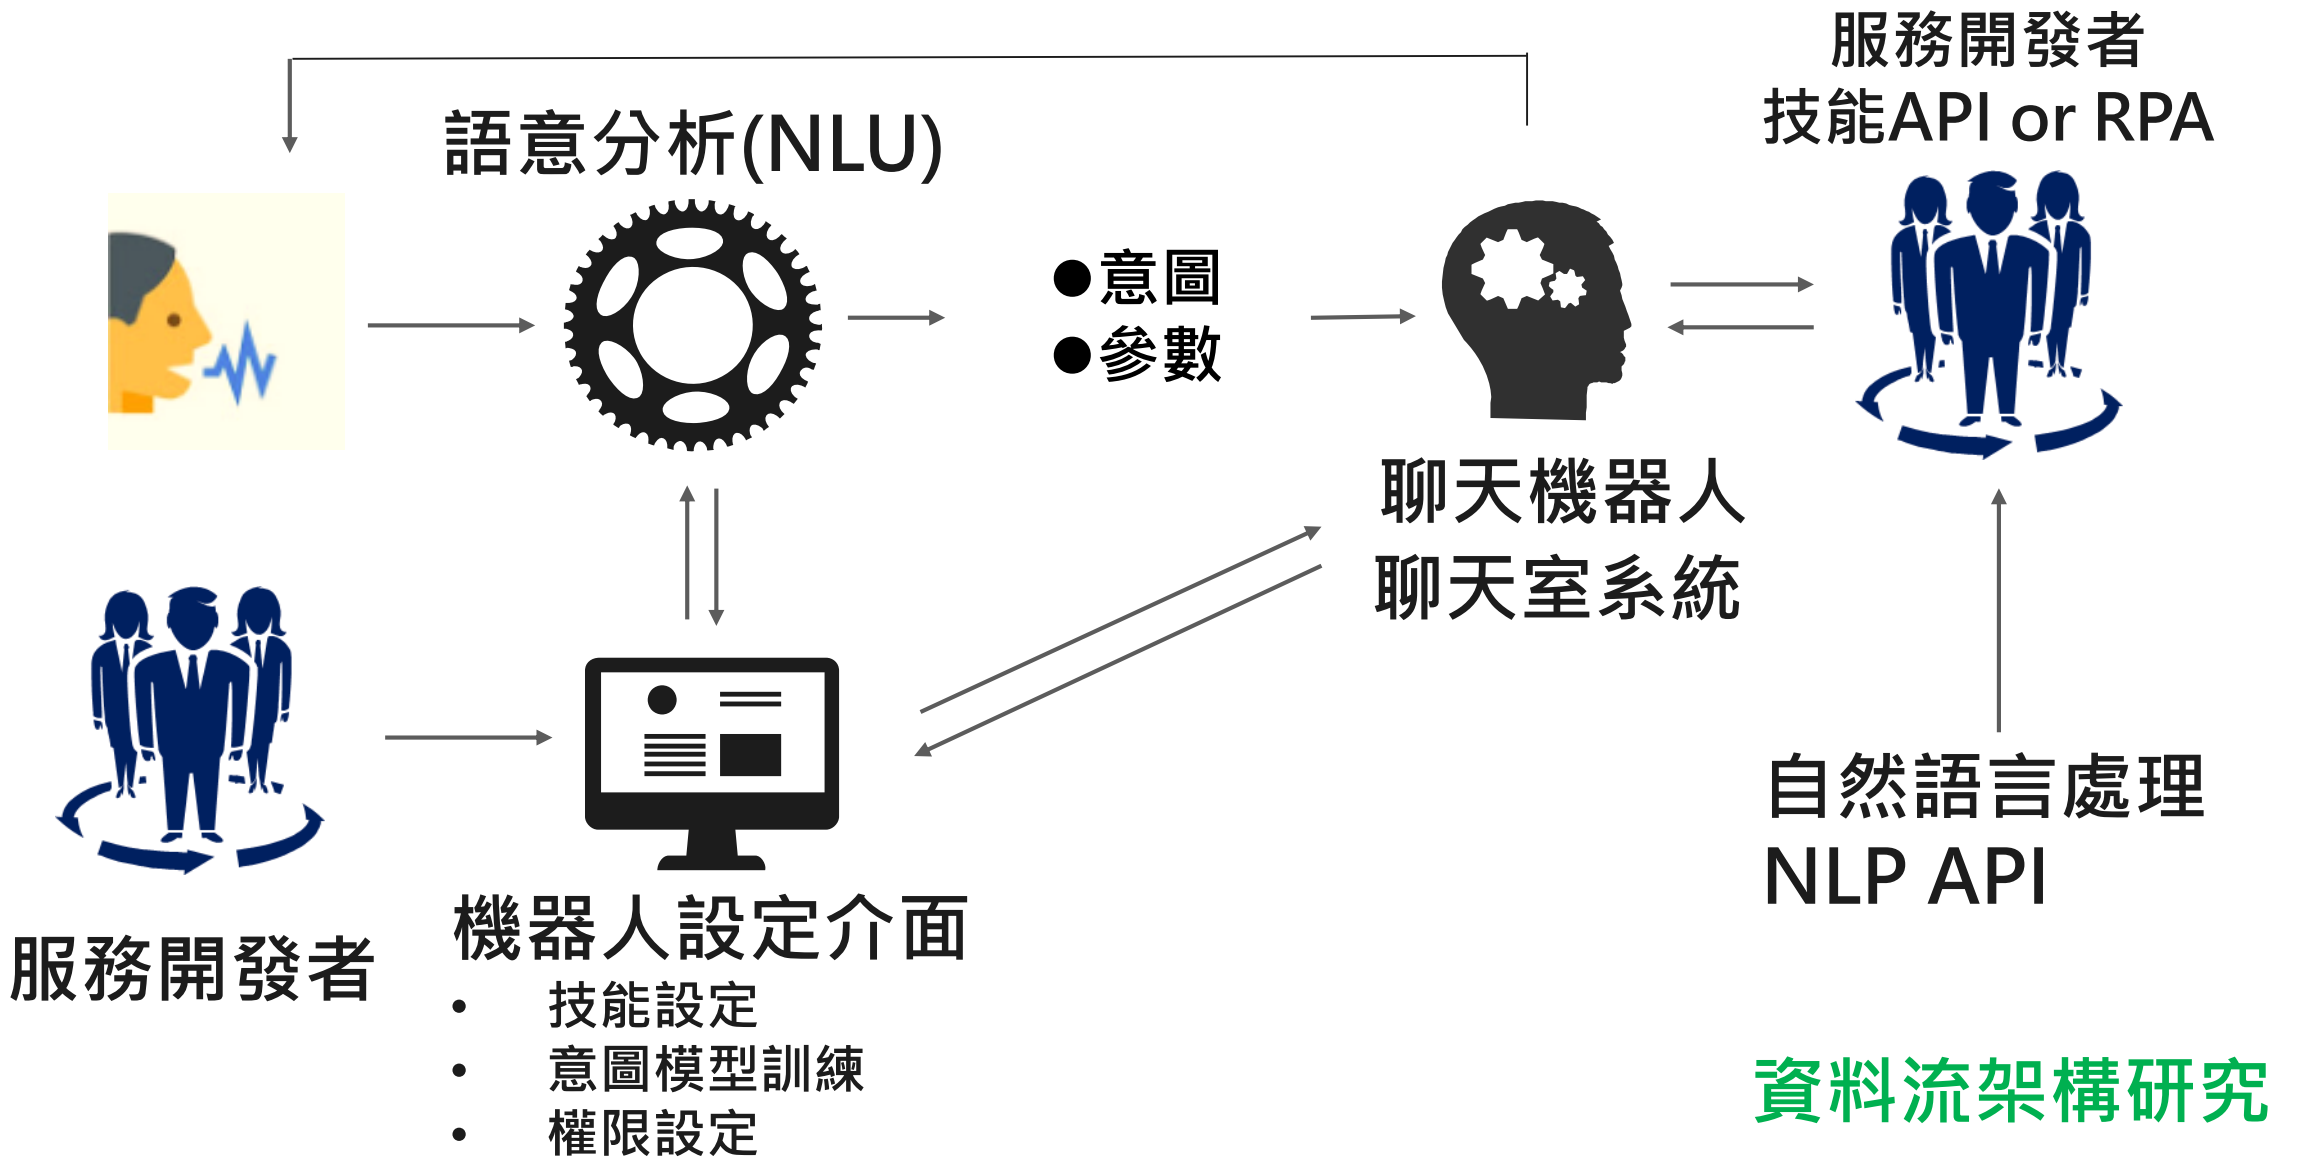 服務開發者
技能API or RPA
語意分析(NLU)
●意圖
●參數
聊天機器人
聊天室系統
自然語言處理
NLP API
服務開發者
機器人設定介面
• 技能設定
• 意圖模型訓練
• 權限設定
資料流架構研究